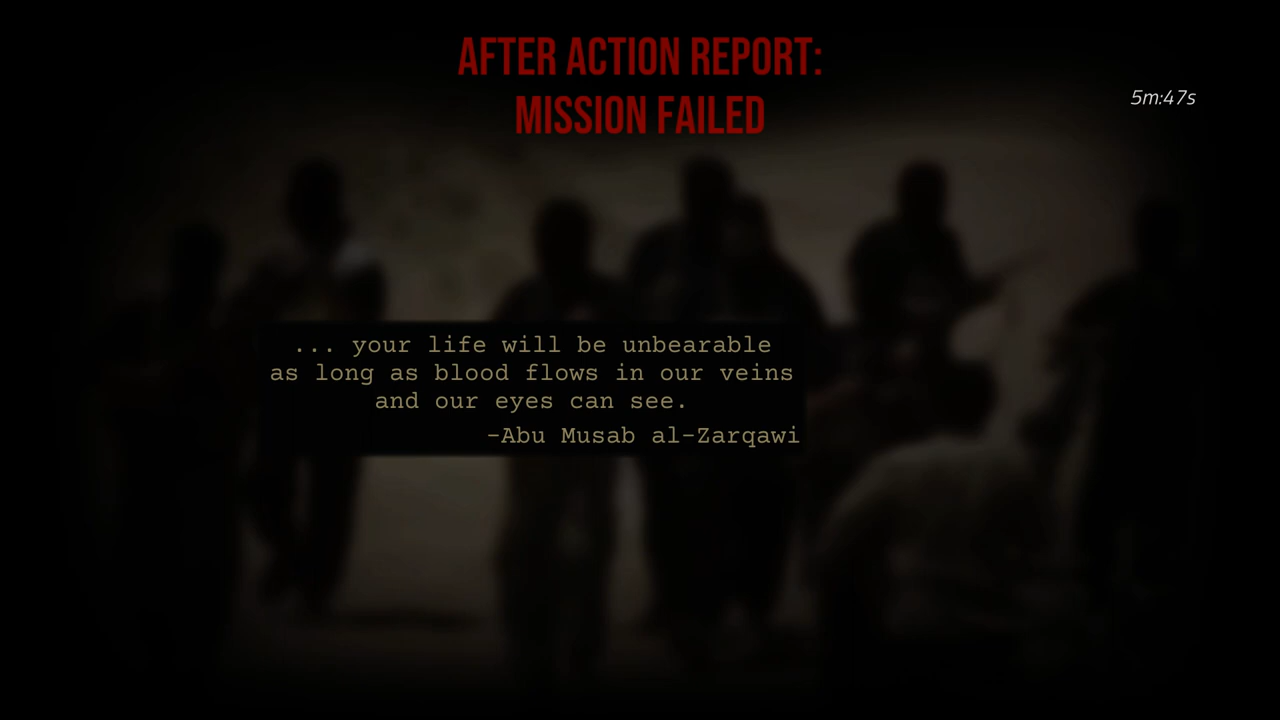 AFTER ACTION REPORT:
MISSION FAILED
5m:47s
... your life will be unbearable
as long as blood flows in our veins
and our eyes can see.
-Abu Musab al-Zarqawi